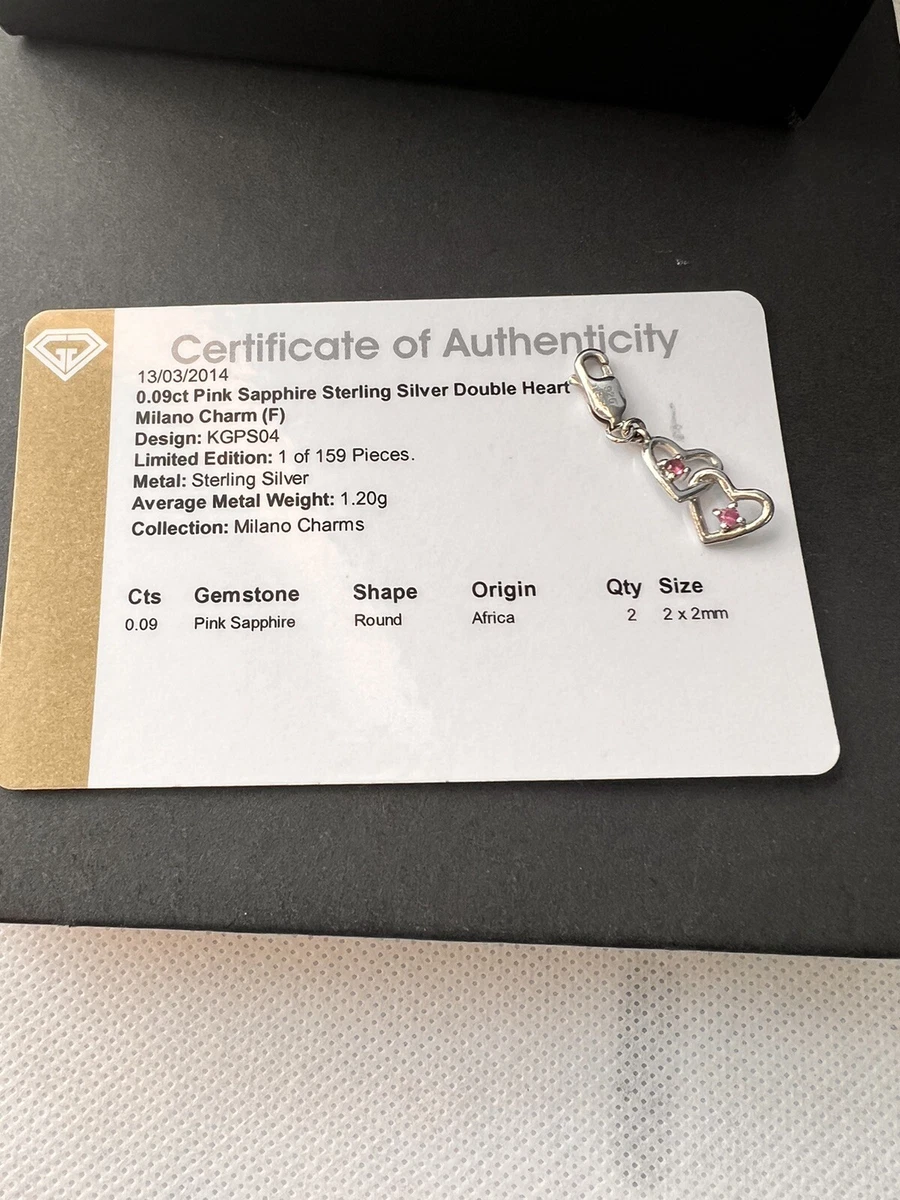 Certificate of Authenticity
13/03/2014
0.09ct Pink Sapphire Sterling Silver Double Heart
Milano Charm (F)
Design: KGPS04
Limited Edition: 1 of 159 Pieces.
Metal: Sterling Silver
Average Metal Weight: 1.20g
Collection: Milano Charms
Cts Gemstone Shape Origin Qty Size
0.09 Pink Sapphire Round Africa 2 2 x 2mm